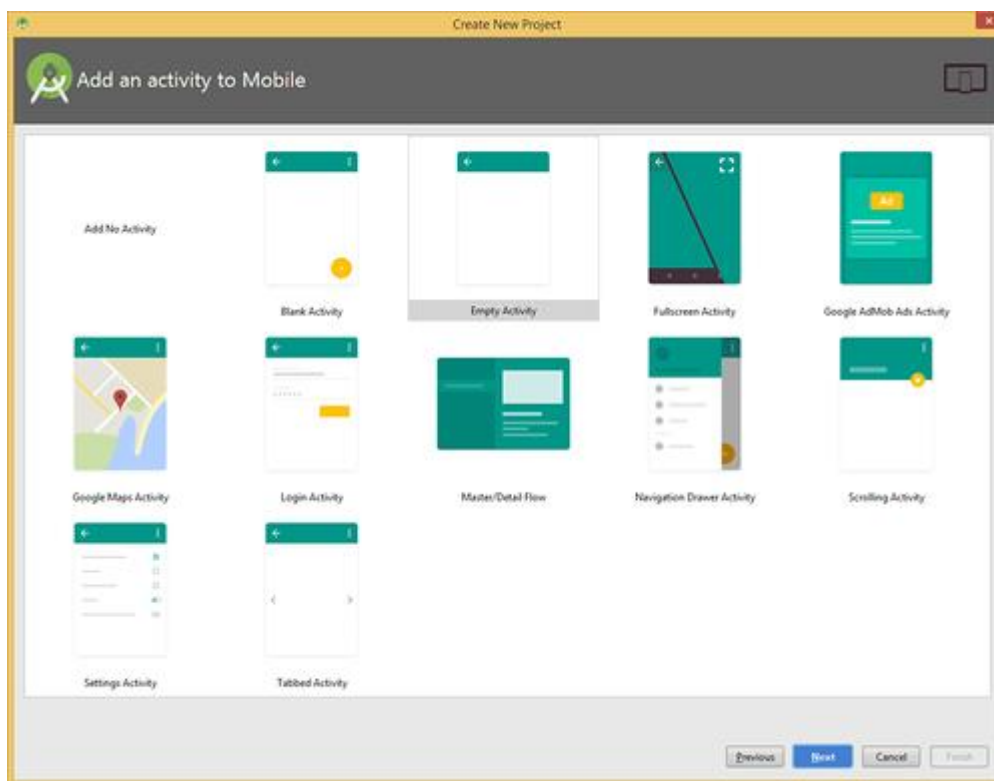 Create New Project
Add an activity to Mobile
Add No Activity
Blank Activity
Empty Activity
Fullscreen Activity
Ad
Google AdMob Ads Activity
Google Maps Activity
Login Activity
Master/Detail Flow
Navigation Drawer Activity
Scrolling Activity
Settings Activity
Tabbed Activity
Previous
Next
Cancel
Finish